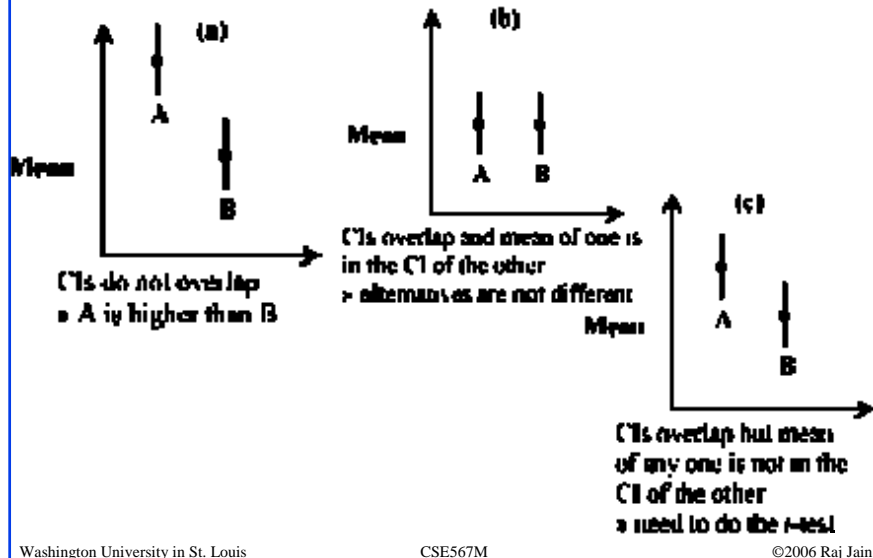 (a)
Mean
A
B
CIs do not overlap
» A is higher than B
(b)
Mean
A
B
CIs overlap and mean of one is
in the CI of the other
» alternatives are not different
(c)
Mean
A
B
CIs overlap but mean
of any one is not in the
CI of the other
» need to do the t-test
Washington University in St. Louis
CSE567M
©2006 Raj Jain